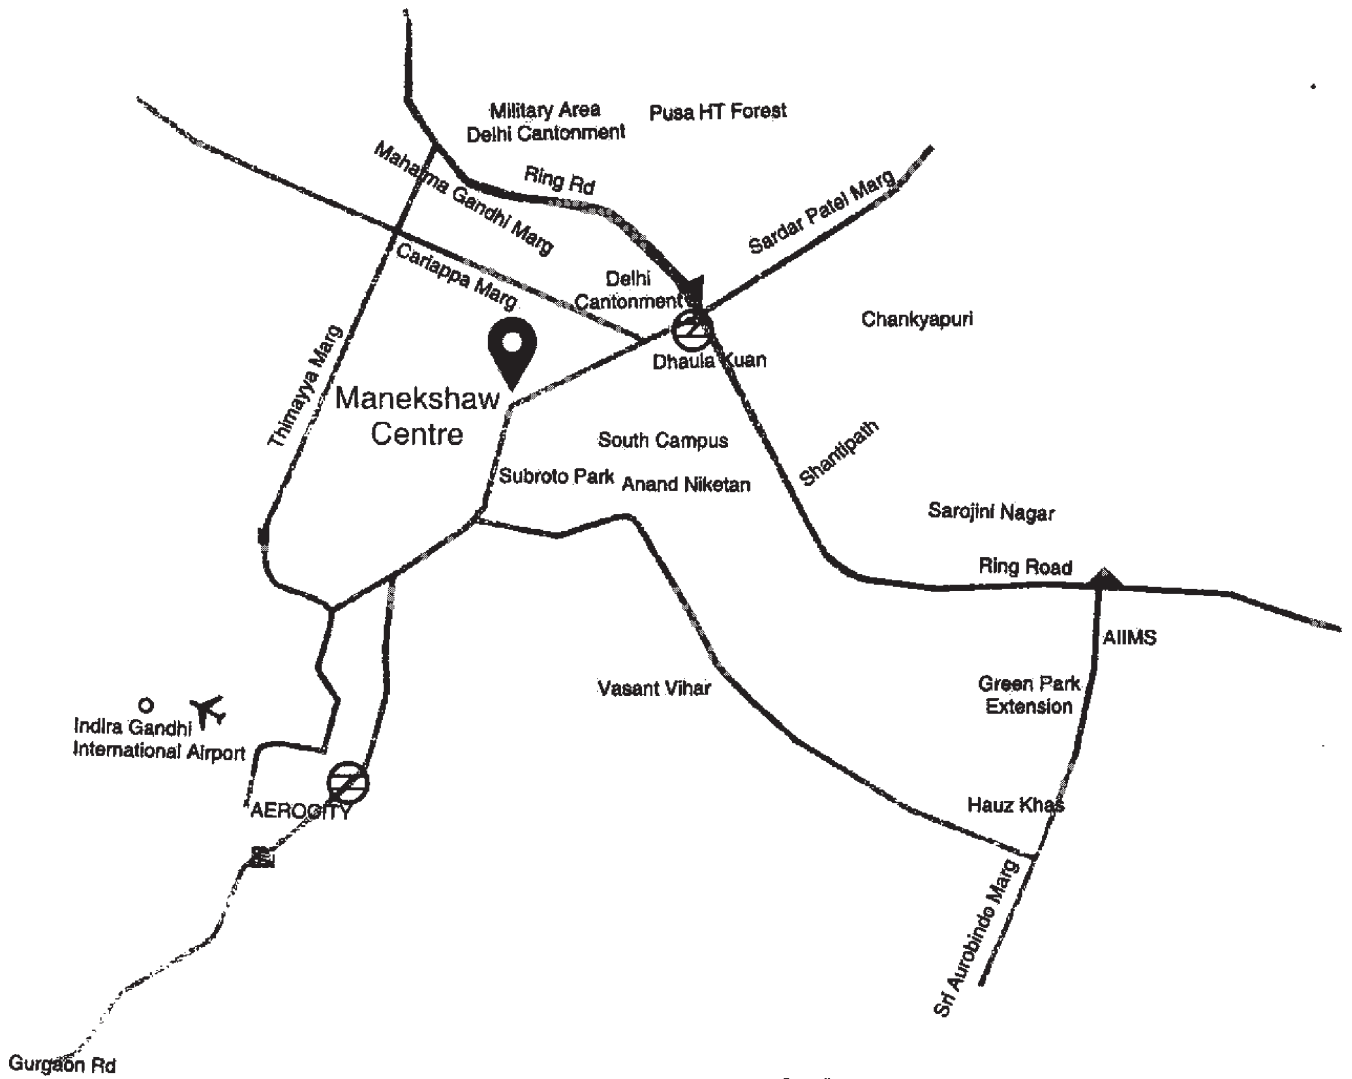 Military Area
Delhi Cantonment
Pusa HT Forest
Mahatma Gandhi Marg
Ring Rd
Sardar Patel Marg
Cariappa Marg
Delhi
Cantonment
Chankyapuri
Thimayya Marg
Dhaula Kuan
Manekshaw
Centre
South Campus
Shantipath
Subroto Park
Anand Niketan
Sarojini Nagar
Ring Road
AIIMS
Vasant Vihar
Green Park
Extension
Indira Gandhi
International Airport
AEROCITY
Hauz Khas
Sri Aurobindo Marg
Gurgaon Rd